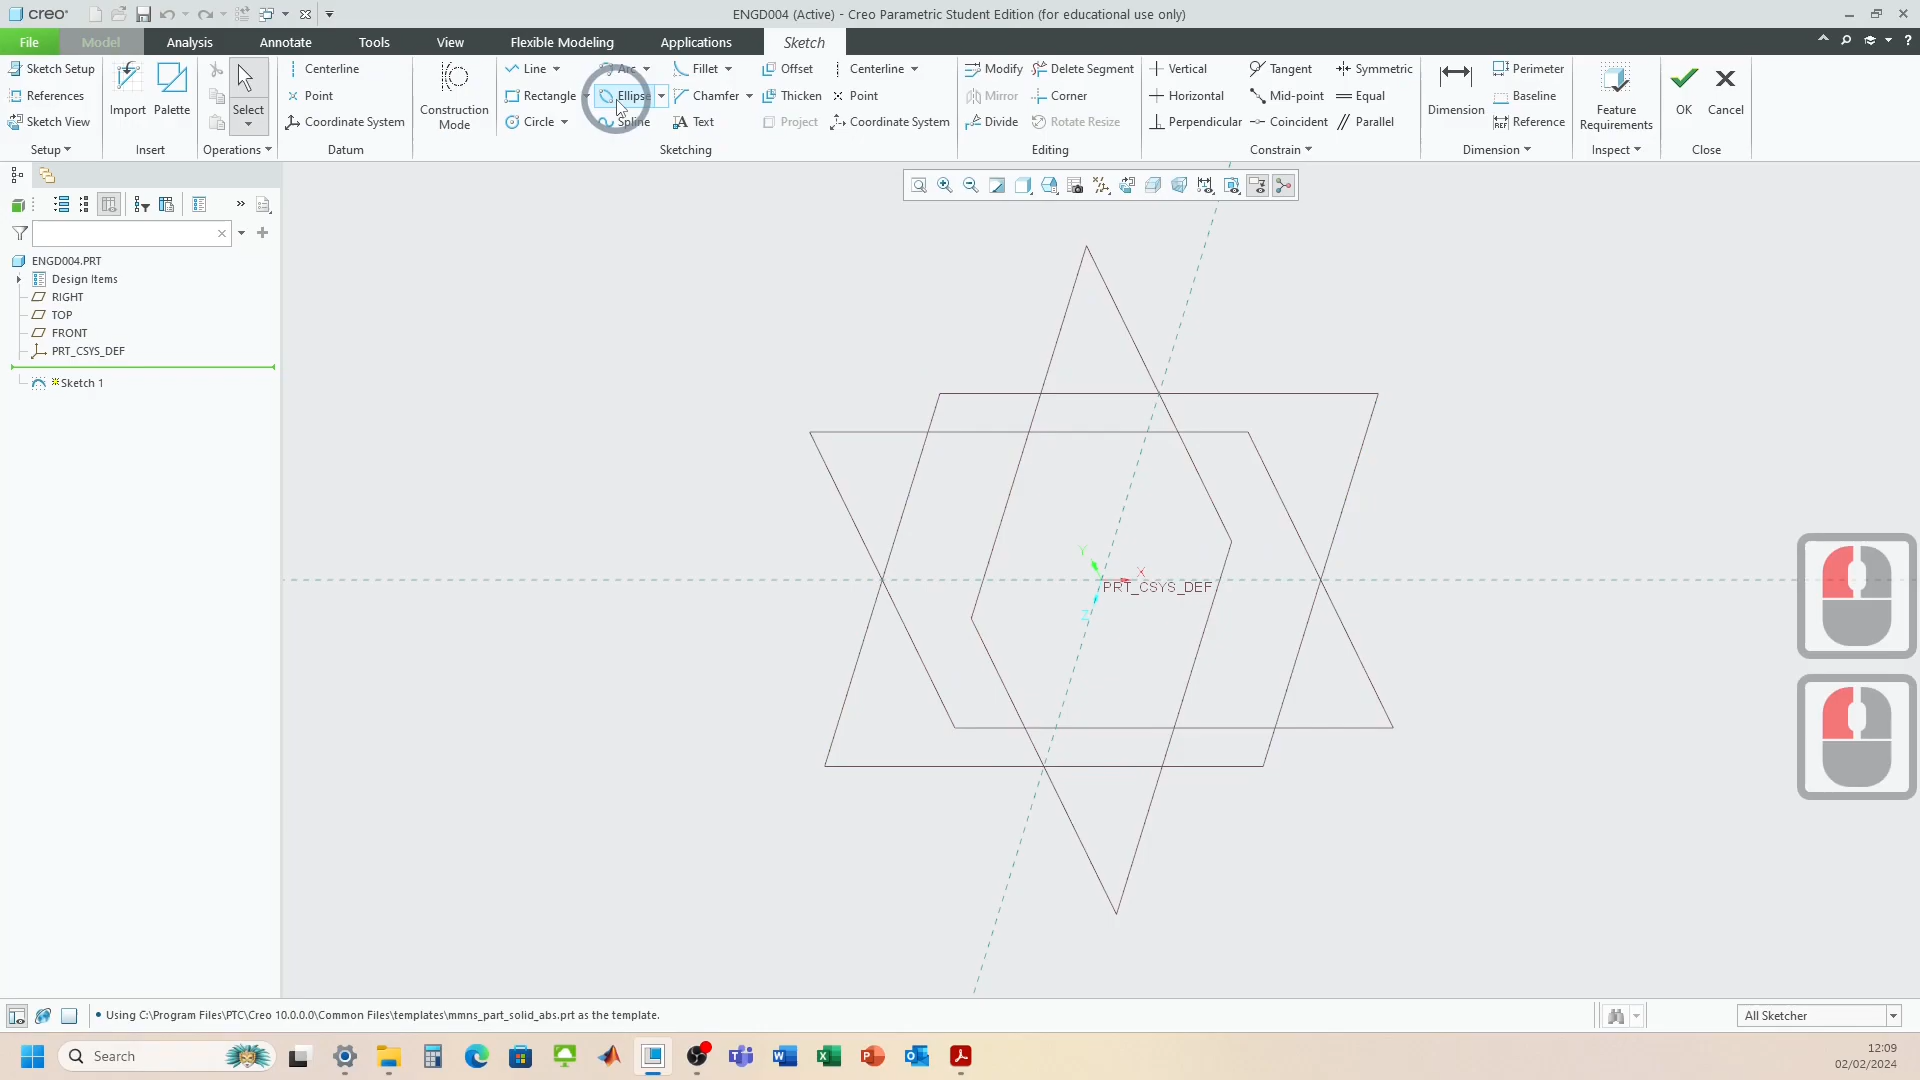 creo ENGD004 (Active) - Creo Parametric Student Edition (for educational use only)
File Model Analysis Annotate Tools View Flexible Modeling Applications Sketch
Sketch Setup
References
Sketch View
Setup
Import
Palette
Insert
Select
Operations
Centerline
Point
Coordinate System
Datum
Construction
Mode
Line Arc Fillet Offset Centerline
Rectangle Ellipse Chamfer Thicken Point
Circle Spline Text Project Coordinate System
Sketching
Modify Delete Segment
Mirror Corner
Divide Rotate Resize
Editing
Vertical Tangent Symmetric
Horizontal Mid-point Equal
Perpendicular Coincident Parallel
Constrain
Dimension
Perimeter
Baseline
Reference
Dimension
Feature
Requirements
Inspect
OK
Cancel
Close
ENGD004.PRT
Design Items
RIGHT
TOP
FRONT
PRT_CSYS_DEF
Sketch 1
Y
X
PRT_CSYS_DEF
Z
Using C:\Program Files\PTC\Creo 10.0.0.0\Common Files\templates\mmns_part_solid_abs.prt as the template.
All Sketcher
Search
12:09
02/02/2024